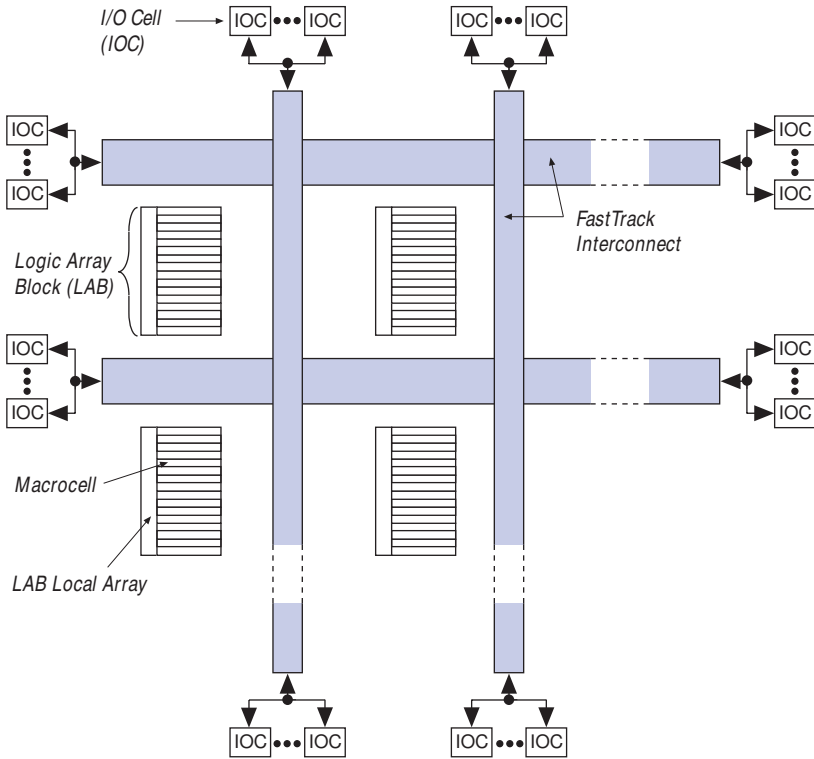 I/O Cell
(IOC)
IOC IOC
IOC IOC
IOC
IOC
IOC
IOC
FastTrack
Interconnect
Logic Array
Block (LAB)
IOC
IOC
IOC
IOC
Macrocell
LAB Local Array
IOC IOC
IOC IOC